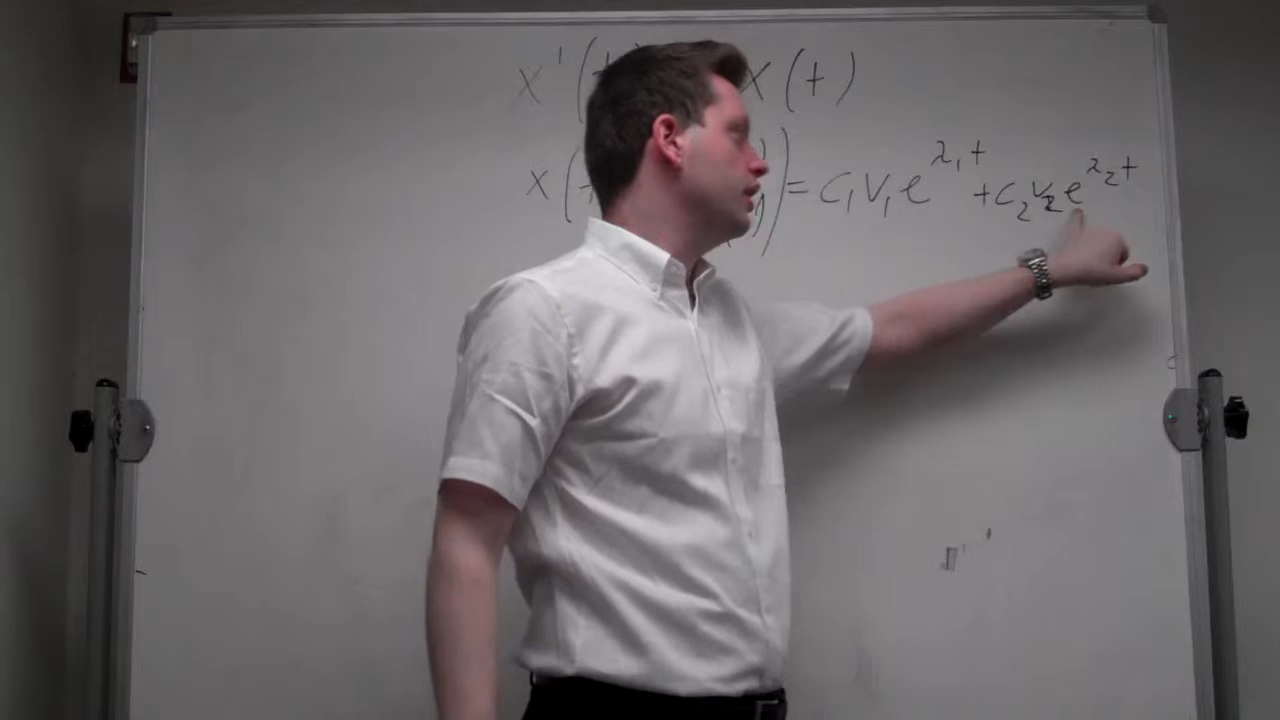 x'(t x(t)
x(t ) = c₁v₁e^λ₁t + c₂v₂e^λ₂t